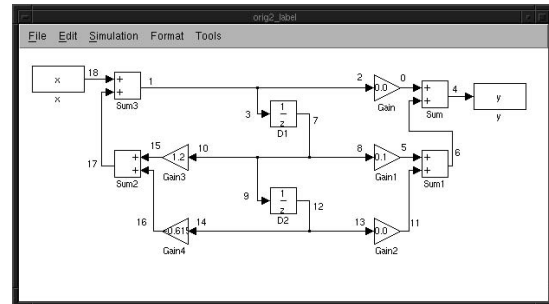 orig2_label
File Edit Simulation Format Tools
x
x
18
+
+
Sum3
1
2
0.0
Gain
0
+
+
Sum
4
y
y
3
1
z
D1
7
17
+
+
Sum2
15
1.2
Gain3
10
8
0.1
Gain1
5
+
+
Sum1
6
9
1
z
D2
12
16
14
Gain4
13
0.0
Gain2
11